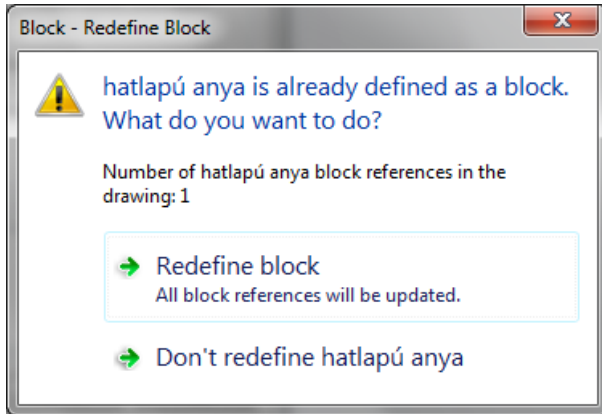 Block - Redefine Block
hatlapú anya is already defined as a block.
What do you want to do?
Number of hatlapú anya block references in the
drawing: 1
Redefine block
All block references will be updated.
Don't redefine hatlapú anya